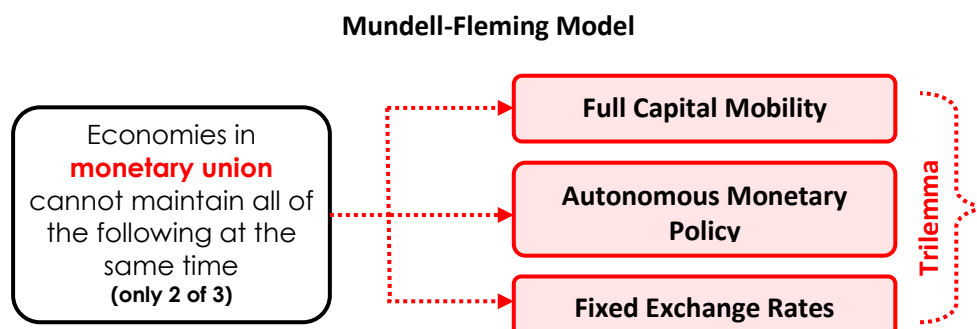 Mundell-Fleming Model
Economies in
monetary union
cannot maintain all of
the following at the
same time
(only 2 of 3)
Full Capital Mobility
Autonomous Monetary
Policy
Fixed Exchange Rates
Trilemma